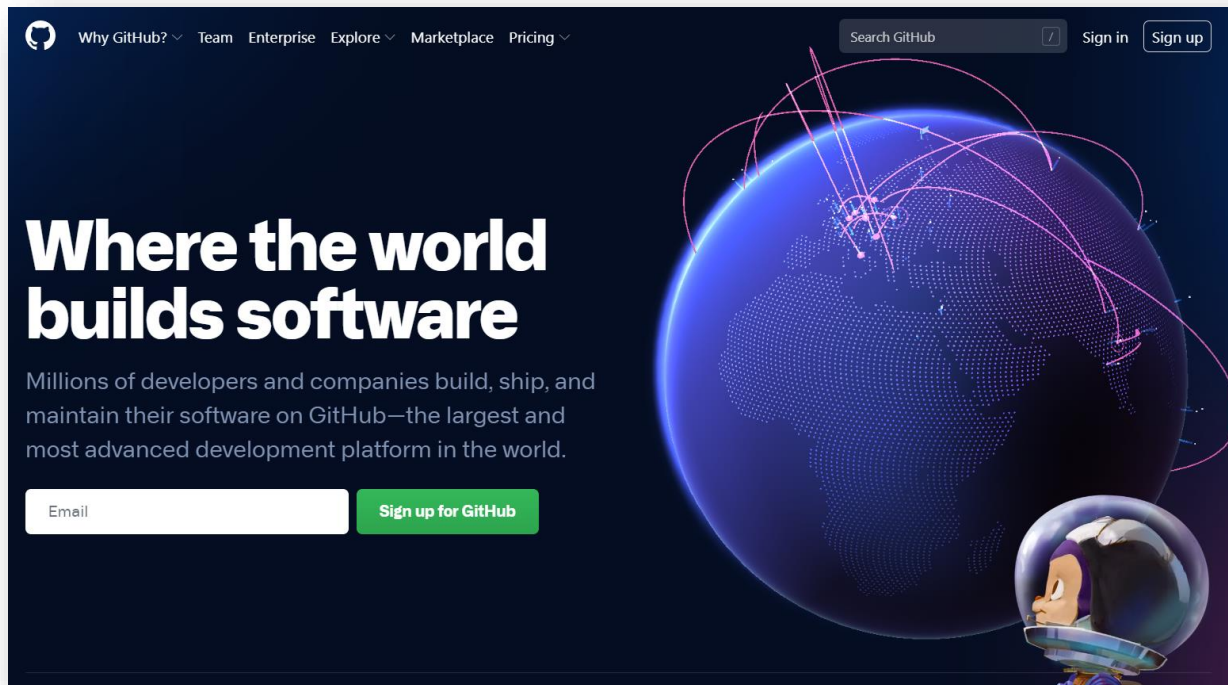 Why GitHub? Team Enterprise Explore Marketplace Pricing Search GitHub / Sign in Sign up
Where the world
builds software
Millions of developers and companies build, ship, and
maintain their software on GitHub—the largest and
most advanced development platform in the world.
Email Sign up for GitHub